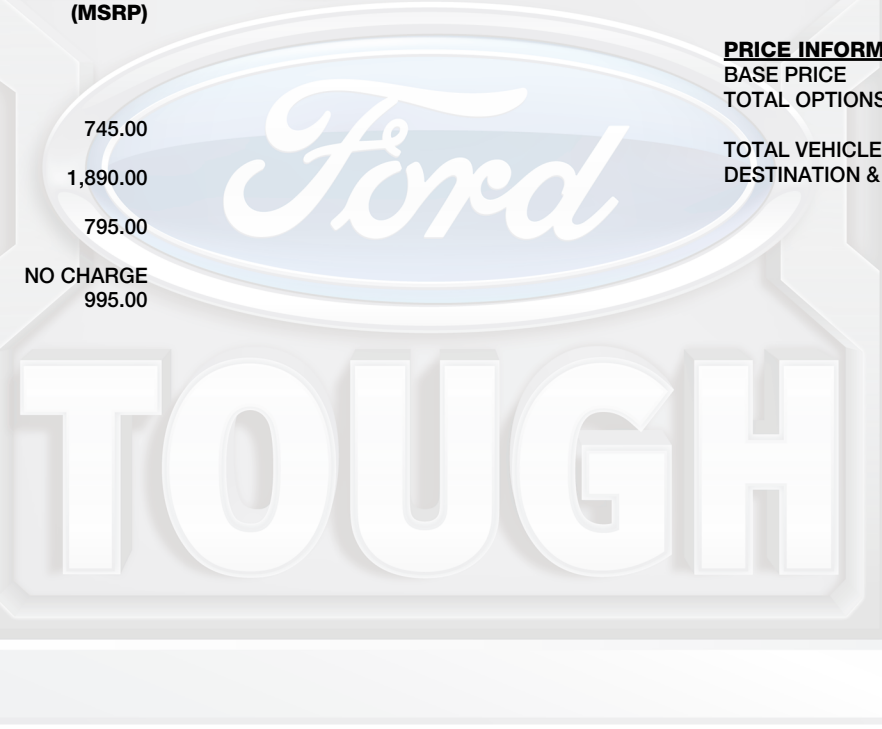 (MSRP)
745.00
1,890.00
795.00
NO CHARGE
995.00
PRICE INFORM
BASE PRICE
TOTAL OPTIONS
TOTAL VEHICLE
DESTINATION &
Ford
TOUGH